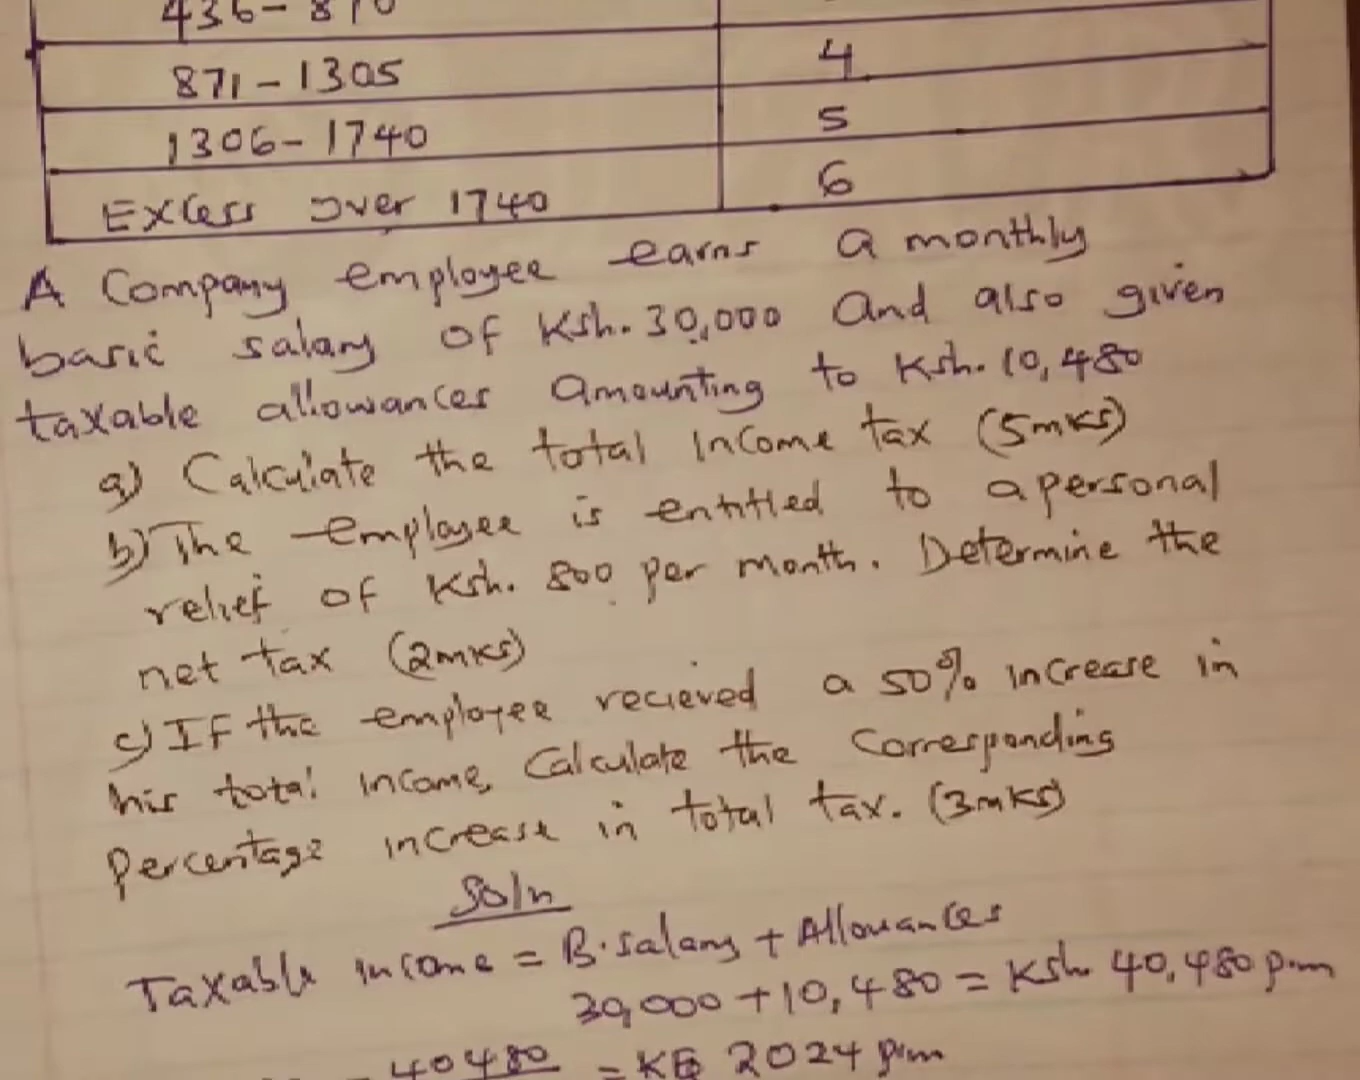 436-870
871-1305 4
1306-1740 5
Excess over 1740 6
A Company employee earns a monthly
basic salary of Ksh. 30,000 and also given
taxable allowances amounting to Ksh. 10,480
a) Calculate the total income tax (5mks)
b) The employee is entitled to a personal
relief of Ksh. 800 per month. Determine the
net tax (2mks)
c) If the employee recieved a 50% increase in
his total income, Calculate the corresponding
percentage increase in total tax. (3mks)
Soln
Taxable income = B.salary + Allowances
30,000 + 10,480 = Ksh 40,480 p.m
40480 = K£ 2024 p.m